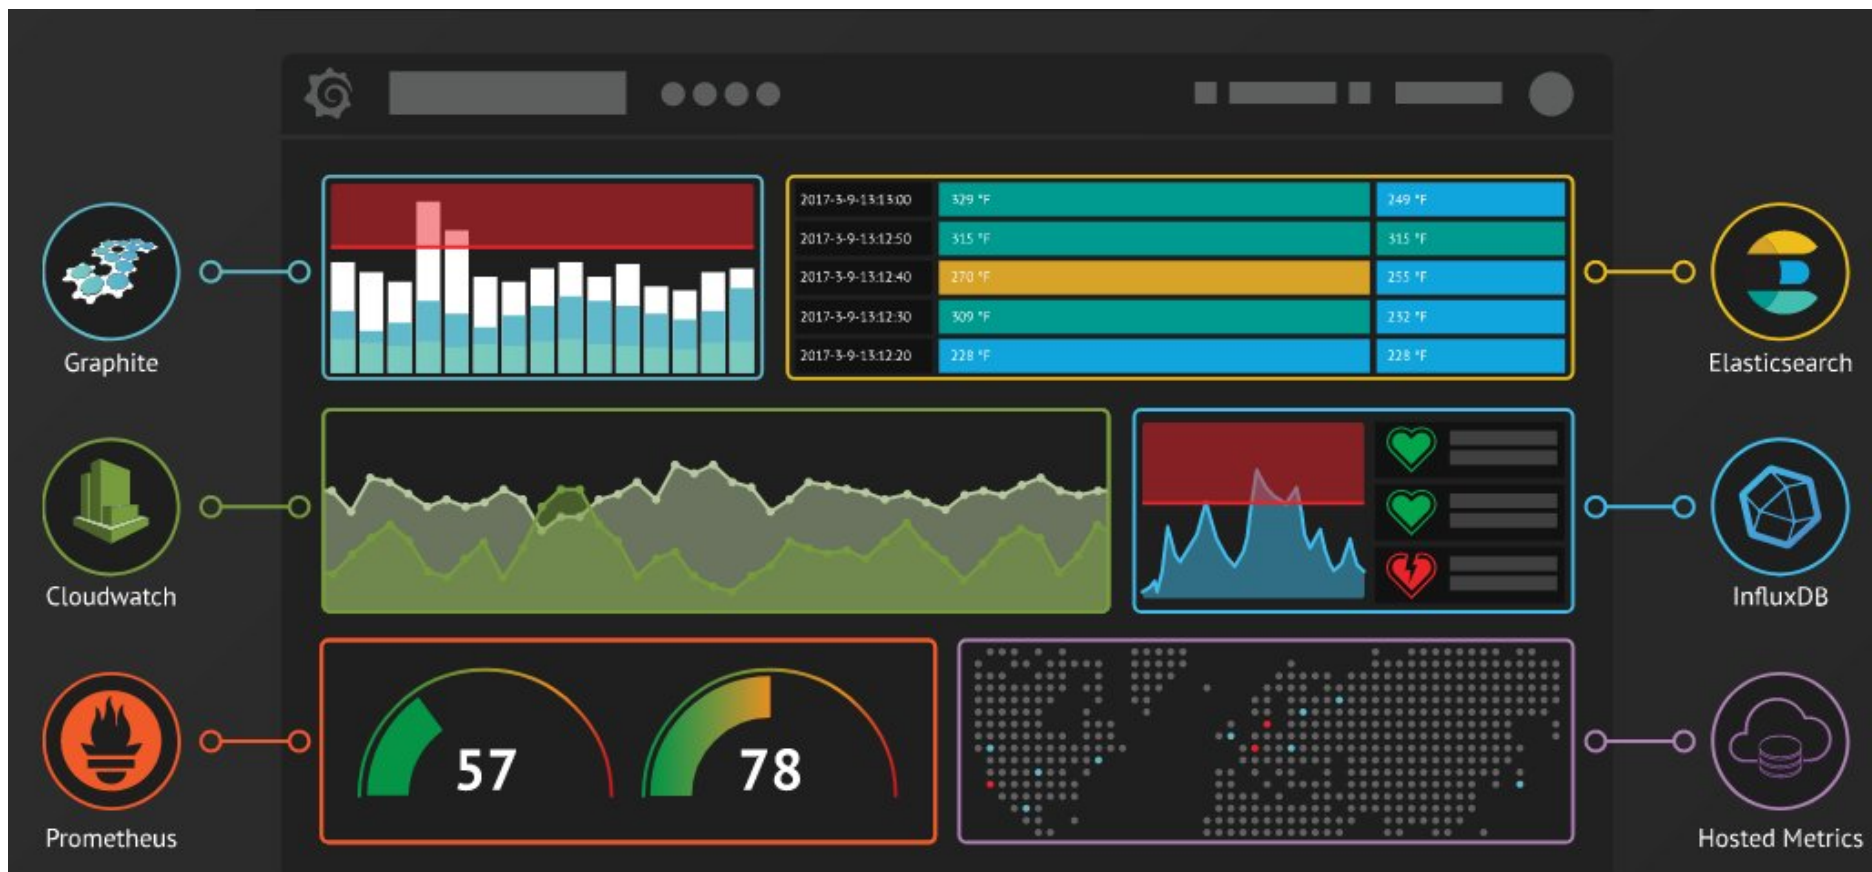 2017-3-9-13:13:00 329 °F 249 °F
2017-3-9-13:12:50 315 °F 315 °F
2017-3-9-13:12:40 270 °F 255 °F
2017-3-9-13:12:30 309 °F 232 °F
2017-3-9-13:12:20 228 °F 228 °F
Graphite
Elasticsearch
Cloudwatch
InfluxDB
57
78
Prometheus
Hosted Metrics